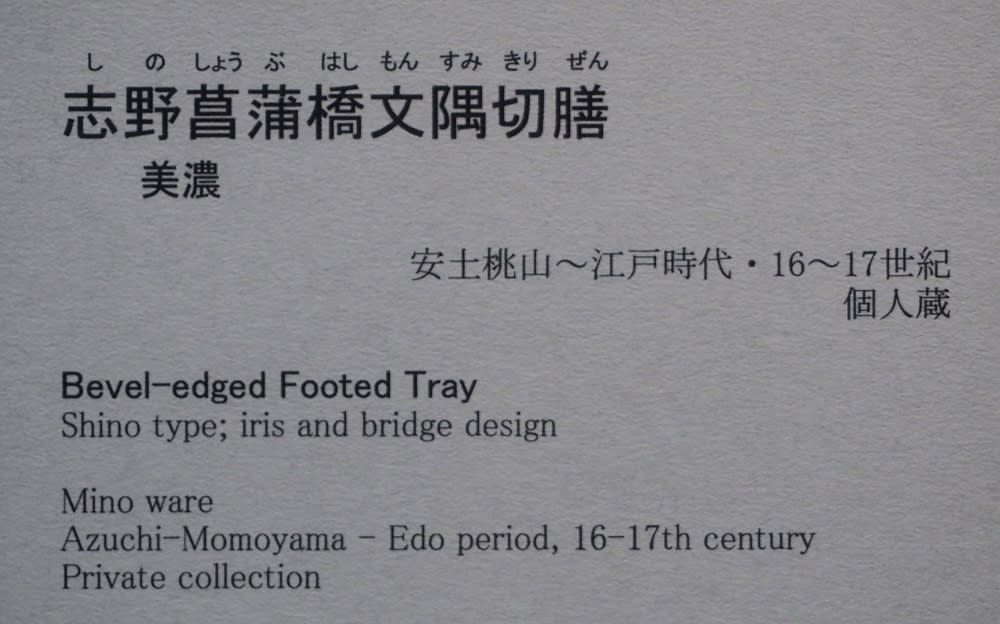 し の しょう ぶ はし もん すみ きり ぜん
志野菖蒲橋文隅切膳
美濃
安土桃山～江戸時代・16～17世紀
個人蔵
Bevel-edged Footed Tray
Shino type; iris and bridge design
Mino ware
Azuchi-Momoyama - Edo period, 16-17th century
Private collection